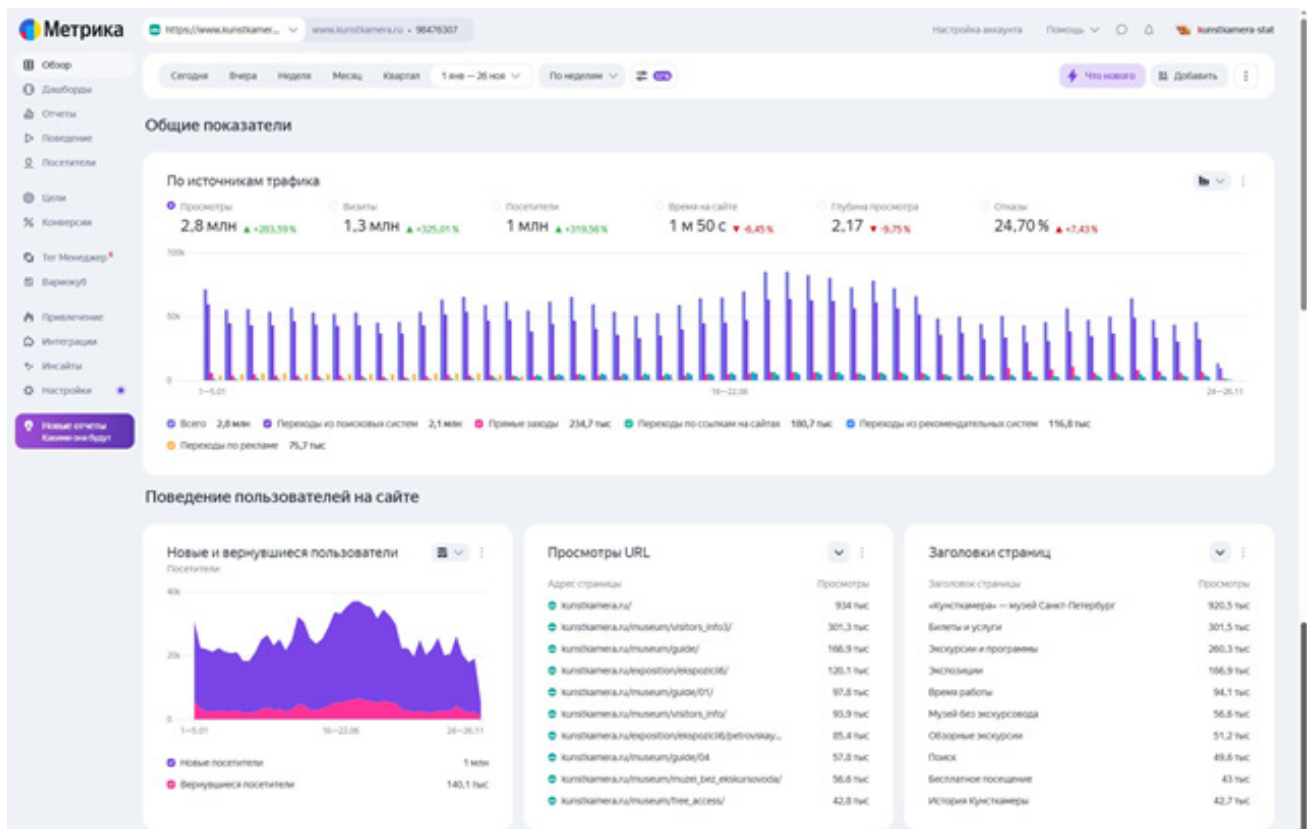 Метрика
https://www.kunstkamer... www.kunstkamera.ru • 98476307
Настройка аккаунта Помощь kunstkamera-stat
Обзор
Дашборды
Отчеты
Поведение
Посетители
Цели
Конверсии
Тег Менеджер
Вариокуб
Привлечение
Интеграции
Инсайты
Настройки
Новые отчеты
Какими они будут
Сегодня Вчера Неделя Месяц Квартал 1 янв — 26 ноя По неделям
Что нового Добавить
Общие показатели
По источникам трафика
Просмотры Визиты Посетители Время на сайте Глубина просмотра Отказы
2,8 млн +283,59 % 1,3 млн +325,01 % 1 млн +319,56 % 1 м 50 с -6,45 % 2,17 -9,75 % 24,70 % +7,43 %
100k
50k
0
1—5.01 16—22.06 24—26.11
Всего 2,8 млн Переходы из поисковых систем 2,1 млн Прямые заходы 234,7 тыс Переходы по ссылкам на сайтах 180,7 тыс Переходы из рекомендательных систем 116,8 тыс
Переходы по рекламе 75,7 тыс
Поведение пользователей на сайте
Новые и вернувшиеся пользователи
Посетители
40k
20k
0
1—5.01 16—22.06 24—26.11
Новые посетители 1 млн
Вернувшиеся посетители 140,1 тыс
Просмотры URL
Адрес страницы Просмотры
kunstkamera.ru/ 934 тыс
kunstkamera.ru/museum/visitors_info3/ 301,3 тыс
kunstkamera.ru/museum/guide/ 166,9 тыс
kunstkamera.ru/exposition/ekspozicii6/ 120,1 тыс
kunstkamera.ru/museum/guide/01/ 97,8 тыс
kunstkamera.ru/museum/visitors_info/ 93,9 тыс
kunstkamera.ru/exposition/ekspozicii6/petrovskay... 85,4 тыс
kunstkamera.ru/museum/guide/04 57,8 тыс
kunstkamera.ru/museum/muzei_bez_ekskursovoda/ 56,6 тыс
kunstkamera.ru/museum/free_access/ 42,8 тыс
Заголовки страниц
Заголовок страницы Просмотры
«Кунсткамера» — музей Санкт-Петербург 920,5 тыс
Билеты и услуги 301,5 тыс
Экскурсии и программы 260,3 тыс
Экспозиции 166,9 тыс
Время работы 94,1 тыс
Музей без экскурсовода 56,6 тыс
Обзорные экскурсии 51,2 тыс
Поиск 49,6 тыс
Бесплатное посещение 43 тыс
История Кунсткамеры 42,7 тыс